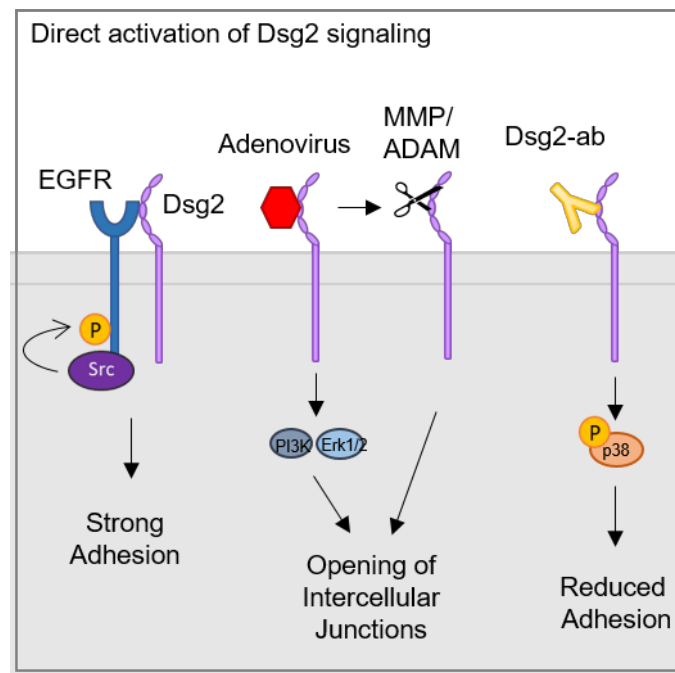 Direct activation of Dsg2 signaling
EGFR
Dsg2
Adenovirus
MMP/
ADAM
Dsg2-ab
P
Src
Strong
Adhesion
PI3K
Erk1/2
Opening of
Intercellular
Junctions
P
p38
Reduced
Adhesion